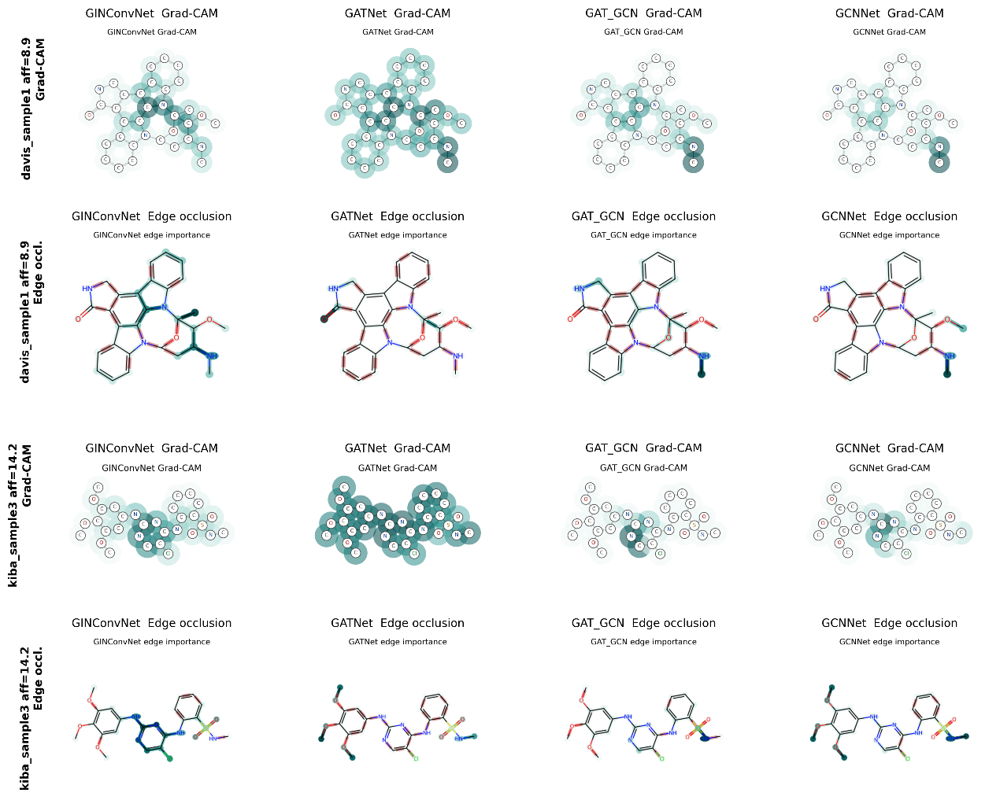 GINConvNet  Grad-CAM
GATNet  Grad-CAM
GAT_GCN  Grad-CAM
GCNNet  Grad-CAM
GINConvNet Grad-CAM
GATNet Grad-CAM
GAT_GCN Grad-CAM
GCNNet Grad-CAM
davis_sample1 aff=8.9
Grad-CAM
GINConvNet  Edge occlusion
GATNet  Edge occlusion
GAT_GCN  Edge occlusion
GCNNet  Edge occlusion
GINConvNet edge importance
GATNet edge importance
GAT_GCN edge importance
GCNNet edge importance
davis_sample1 aff=8.9
Edge occl.
GINConvNet  Grad-CAM
GATNet  Grad-CAM
GAT_GCN  Grad-CAM
GCNNet  Grad-CAM
GINConvNet Grad-CAM
GATNet Grad-CAM
GAT_GCN Grad-CAM
GCNNet Grad-CAM
kiba_sample3 aff=14.2
Grad-CAM
GINConvNet  Edge occlusion
GATNet  Edge occlusion
GAT_GCN  Edge occlusion
GCNNet  Edge occlusion
GINConvNet edge importance
GATNet edge importance
GAT_GCN edge importance
GCNNet edge importance
kiba_sample3 aff=14.2
Edge occl.